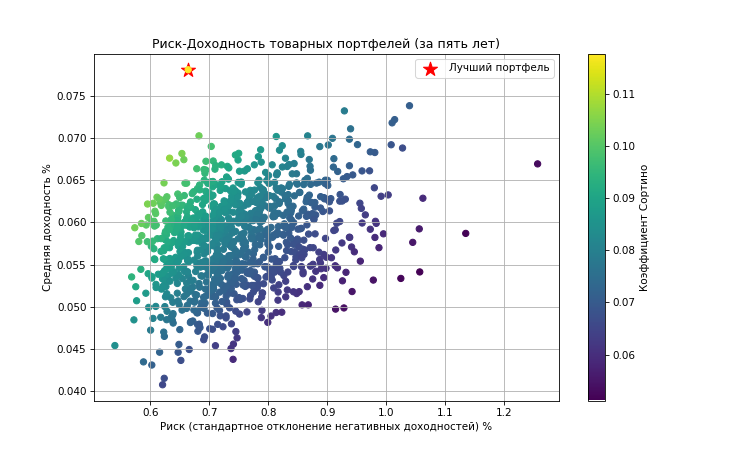 Риск-Доходность товарных портфелей (за пять лет)
Лучший портфель
Средняя доходность %
0.075
0.070
0.065
0.060
0.055
0.050
0.045
0.040
0.6 0.7 0.8 0.9 1.0 1.1 1.2
Риск (стандартное отклонение негативных доходностей) %
0.11
0.10
0.09
0.08
0.07
0.06
Коэффициент Сортино